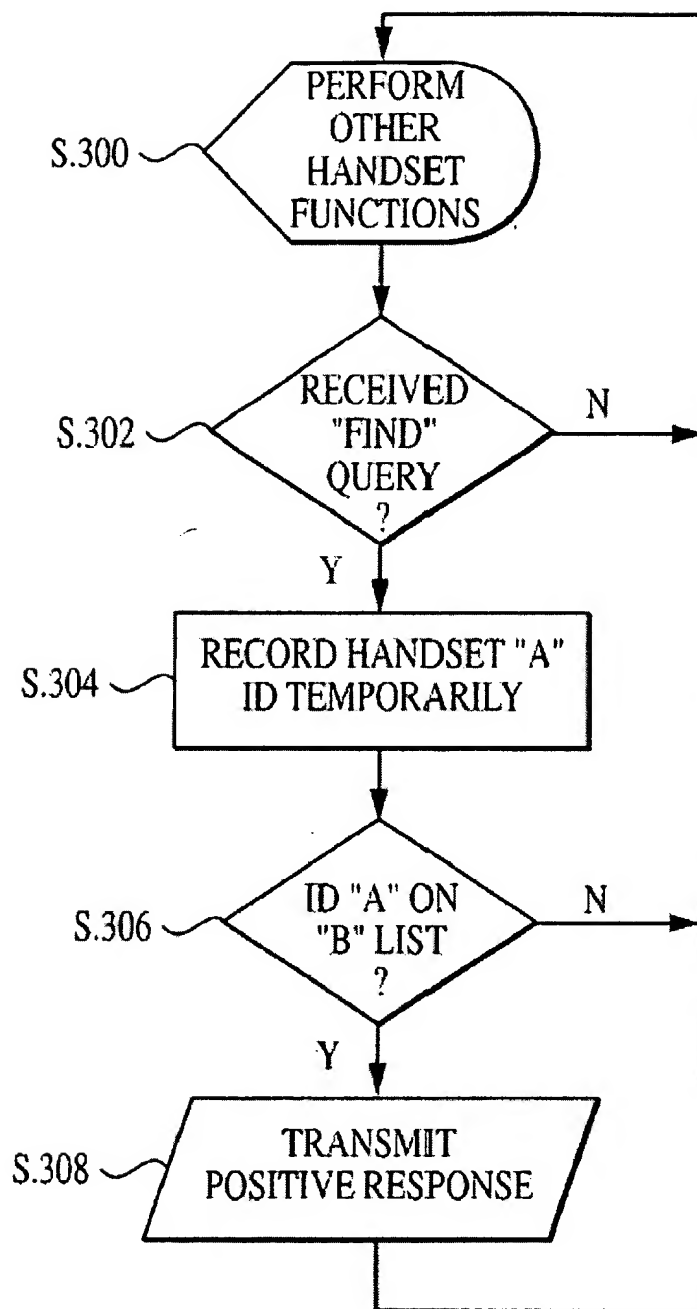 PERFORM
OTHER
HANDSET
FUNCTIONS
S.300
RECEIVED
"FIND"
QUERY
?
S.302
N
Y
RECORD HANDSET "A"
ID TEMPORARILY
S.304
ID "A" ON
"B" LIST
?
S.306
N
Y
TRANSMIT
POSITIVE RESPONSE
S.308